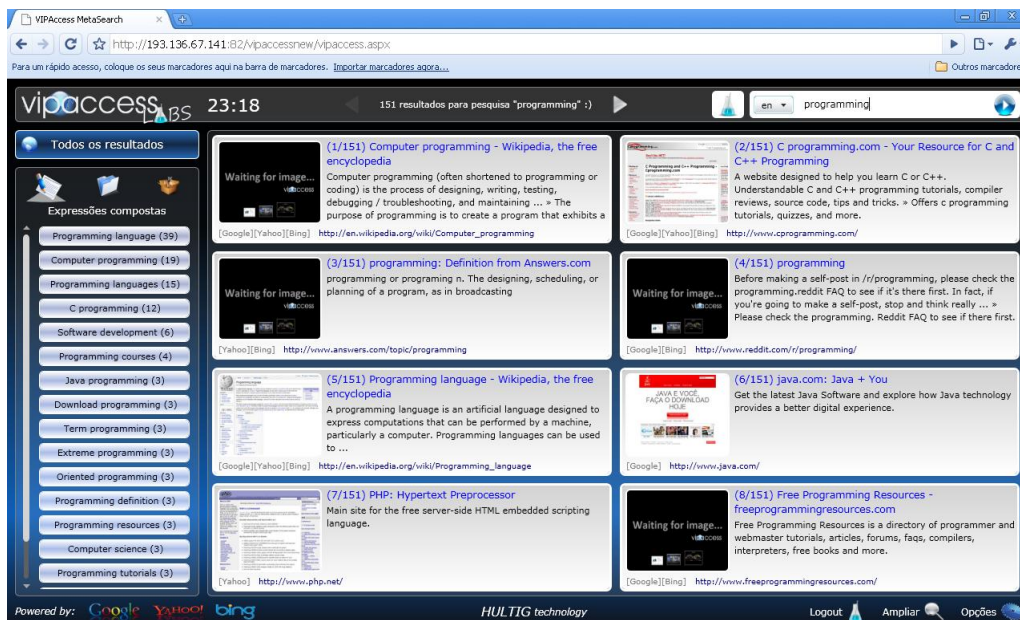 VIPAccess MetaSearch
http://193.136.67.141:82/vipaccessnew/vipaccess.aspx
Para um rápido acesso, coloque os seus marcadores aqui na barra de marcadores. Importar marcadores agora...
Outros marcadore
vipaccess LABS
23:18
151 resultados para pesquisa "programming" :)
en
programming
Todos os resultados
Expressões compostas
Programming language (39)
Computer programming (19)
Programming languages (15)
C programming (12)
Software development (6)
Programming courses (4)
Java programming (3)
Download programming (3)
Term programming (3)
Extreme programming (3)
Oriented programming (3)
Programming definition (3)
Programming resources (3)
Computer science (3)
Programming tutorials (3)
Waiting for image...
vipaccess
(1/151) Computer programming - Wikipedia, the free
encyclopedia
Computer programming (often shortened to programming or
coding) is the process of designing, writing, testing,
debugging / troubleshooting, and maintaining ... » The
purpose of programming is to create a program that exhibits a
[Google][Yahoo][Bing] http://en.wikipedia.org/wiki/Computer_programming
(2/151) C programming.com - Your Resource for C and
C++ Programming
A website designed to help you learn C or C++.
Understandable C and C++ programming tutorials, compiler
reviews, source code, tips and tricks. » Offers c programming
tutorials, quizzes, and more.
[Google][Yahoo][Bing] http://www.cprogramming.com/
Waiting for image...
vipaccess
(3/151) programming: Definition from Answers.com
programming or programing n. The designing, scheduling, or
planning of a program, as in broadcasting
[Yahoo][Bing] http://www.answers.com/topic/programming
Waiting for image...
vipaccess
(4/151) programming
Before making a self-post in /r/programming, please check the
programming.reddit FAQ to see if it's there first. In fact, if
you're going to make a self-post, stop and think really ... »
Please check the programming. Reddit FAQ to see if there first.
[Google][Bing] http://www.reddit.com/r/programming/
(5/151) Programming language - Wikipedia, the free
encyclopedia
A programming language is an artificial language designed to
express computations that can be performed by a machine,
particularly a computer. Programming languages can be used
to ...
[Google][Yahoo][Bing] http://en.wikipedia.org/wiki/Programming_language
JAVA E VOCÊ,
FAÇA O DOWNLOAD
HOJE
(6/151) java.com: Java + You
Get the latest Java Software and explore how Java technology
provides a better digital experience.
[Google] http://www.java.com/
(7/151) PHP: Hypertext Preprocessor
Main site for the free server-side HTML embedded scripting
language.
[Yahoo] http://www.php.net/
Waiting for image...
vipaccess
(8/151) Free Programming Resources -
freeprogrammingresources.com
Free Programming Resources is a directory of programmer and
webmaster tutorials, articles, forums, faqs, compilers,
interpreters, free books and more.
[Google][Bing] http://www.freeprogrammingresources.com/
Powered by: Google YAHOO! bing
HULTIG technology
Logout
Ampliar
Opções